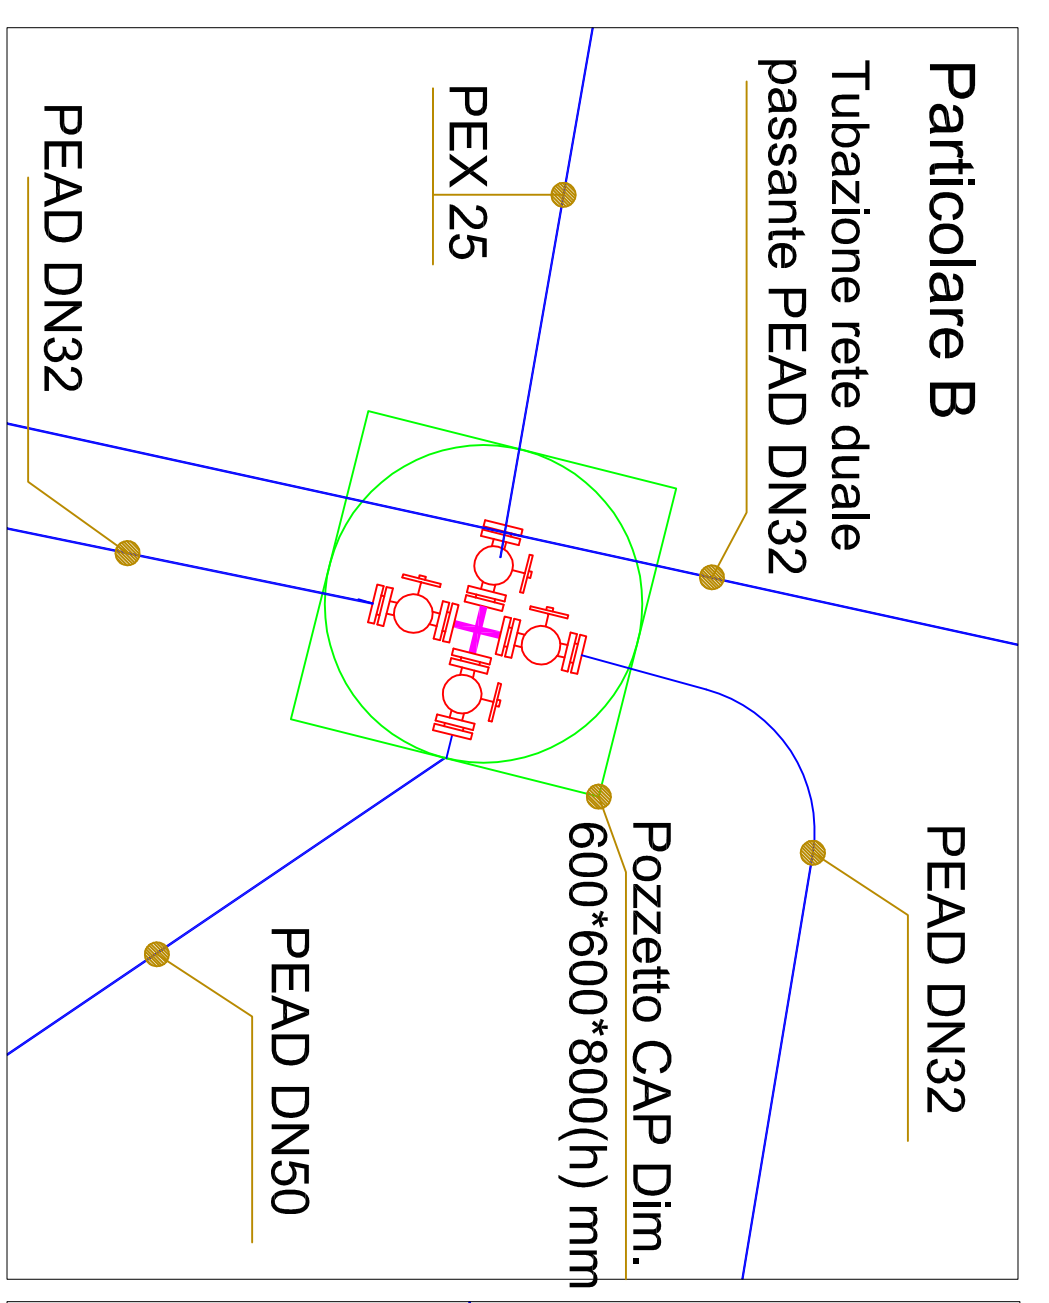 Particolare B
Tubazione rete duale
passante PEAD DN32
PEX 25
PEAD DN32
PEAD DN32
Pozzetto CAP Dim.
600*600*800(h) mm
PEAD DN50